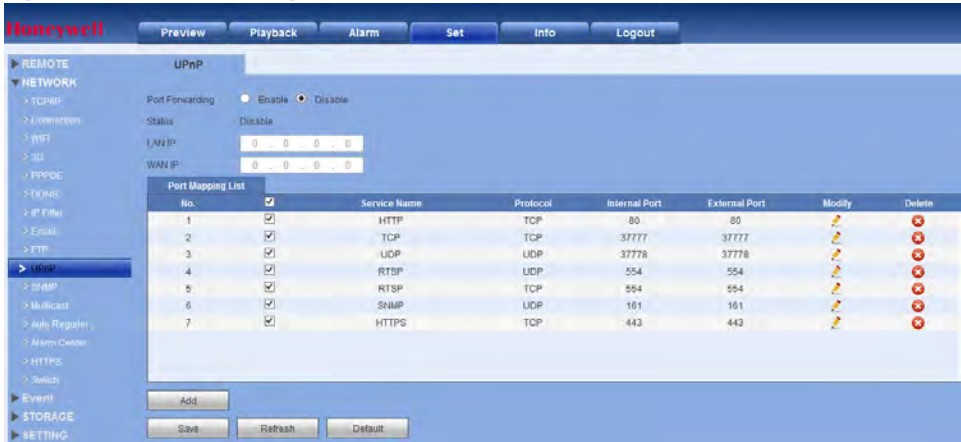 Honeywell
Preview Playback Alarm Set Info Logout
REMOTE
NETWORK
> TCP/IP
> Connection
> WIFI
> 3G
> PPPOE
> DDNS
> IP Filter
> Email
> FTP
> UPnP
> SNMP
> Multicast
> Auto Register
> Alarm Center
> HTTPS
> Switch
Event
STORAGE
SETTING
UPnP
Port Forwarding Enable Disable
Status Disable
LAN IP 0 . 0 . 0 . 0
WAN IP 0 . 0 . 0 . 0
Port Mapping List
No. Service Name Protocol Internal Port External Port Modify Delete
1 HTTP TCP 80 80
2 TCP TCP 37777 37777
3 UDP UDP 37778 37778
4 RTSP UDP 554 554
5 RTSP TCP 554 554
6 SNMP UDP 161 161
7 HTTPS TCP 443 443
Add
Save Refresh Default